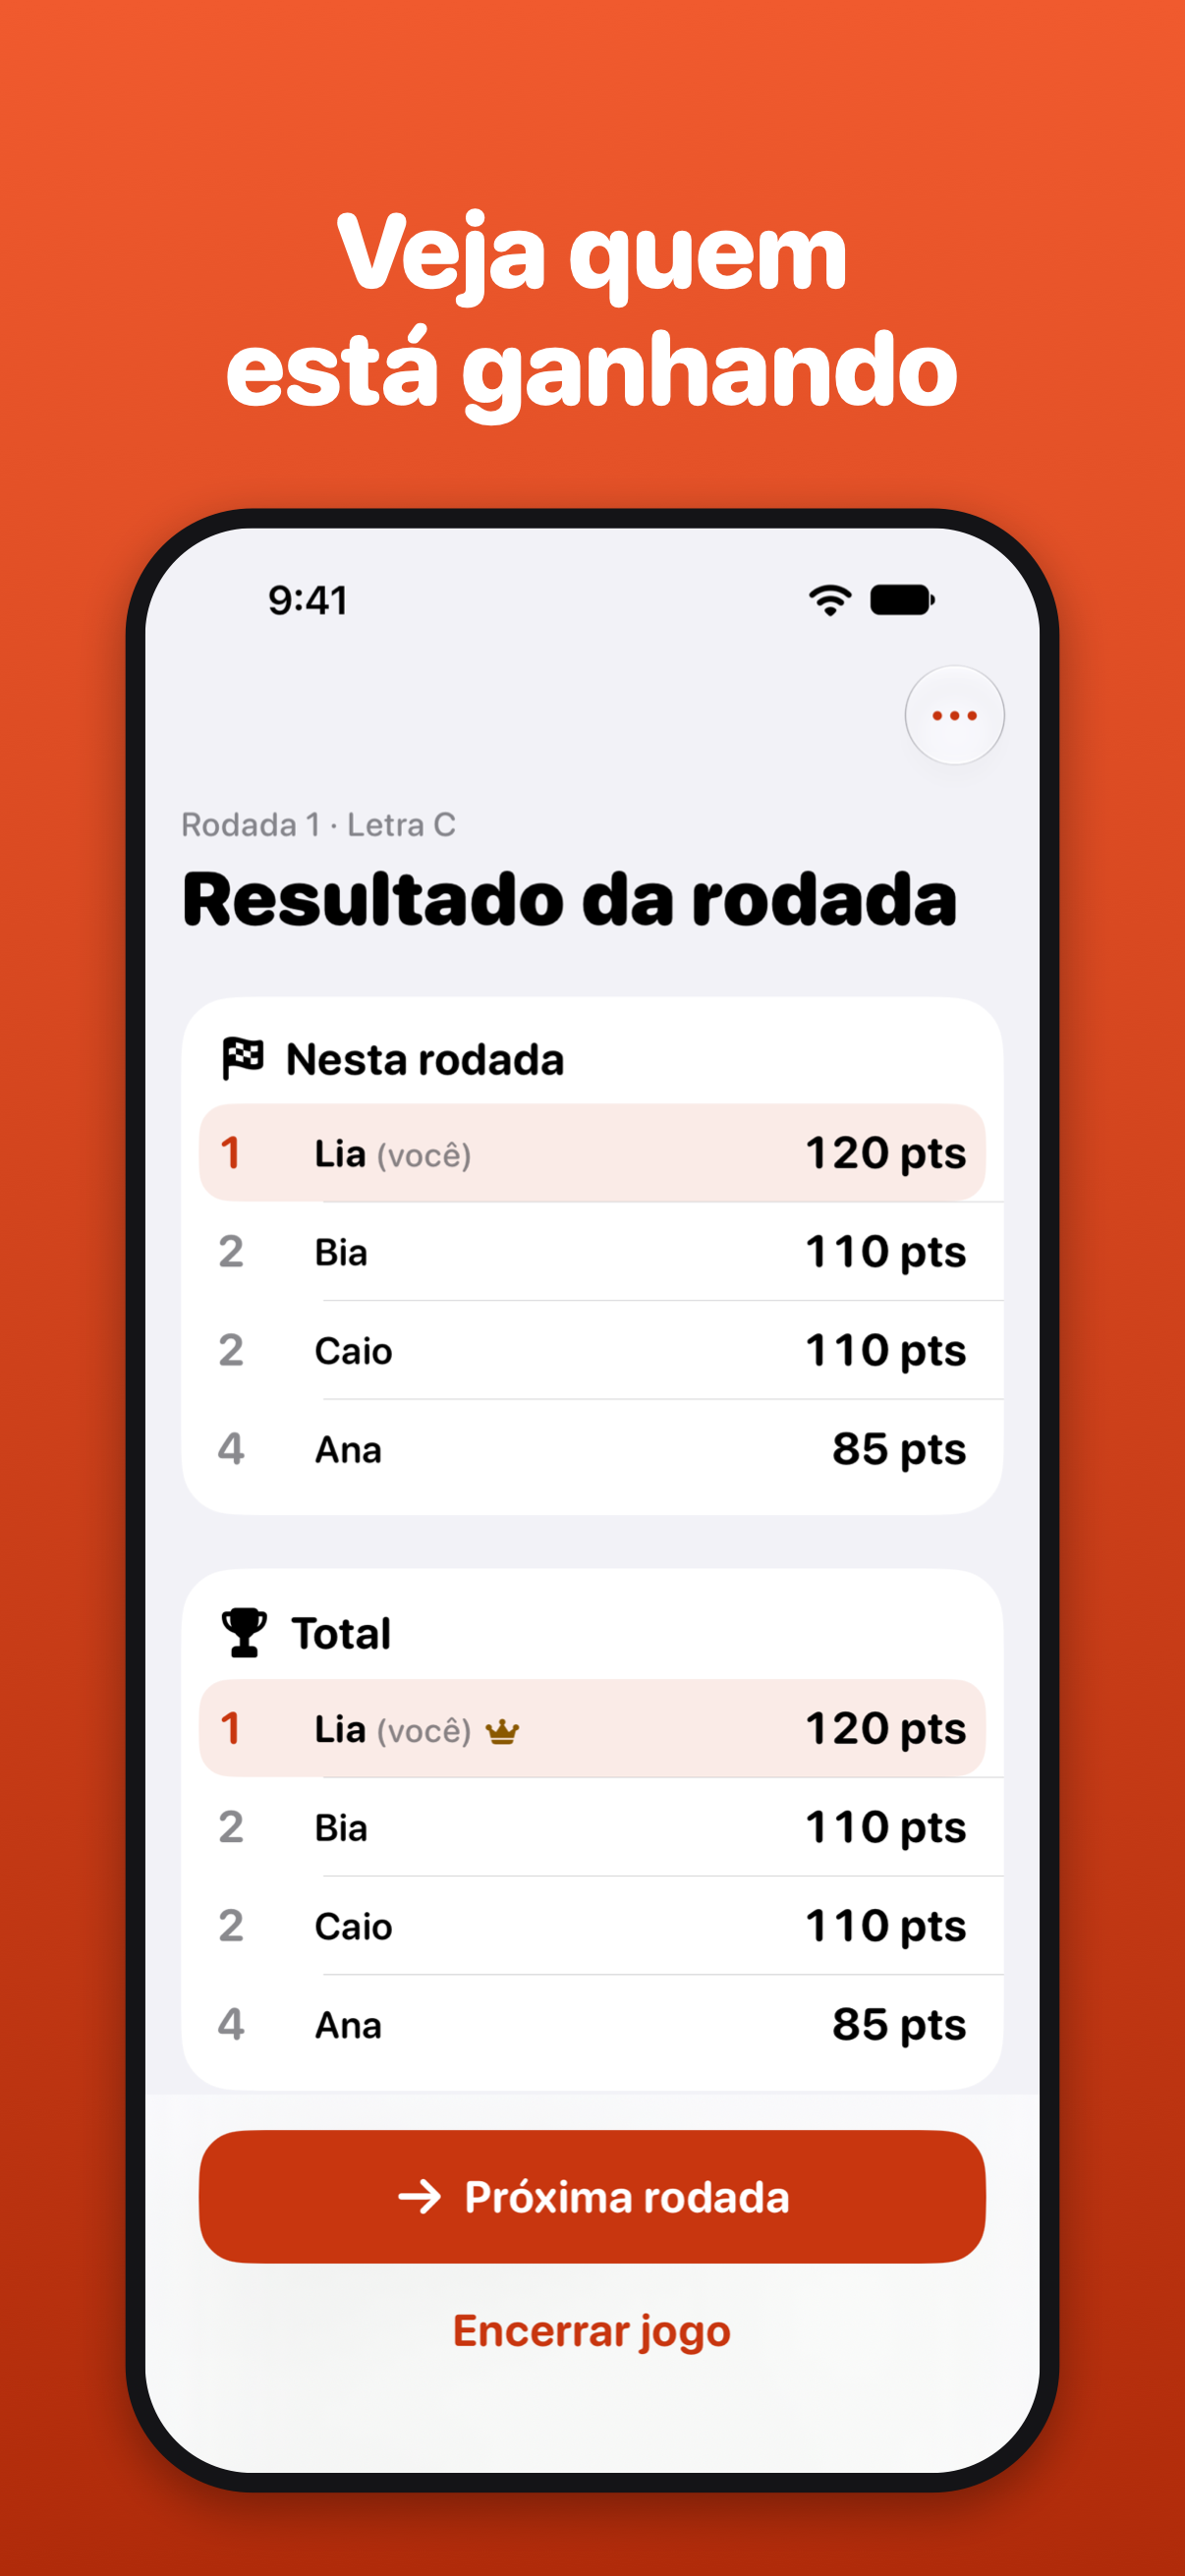 Veja quem
está ganhando
9:41
Rodada 1 · Letra C
Resultado da rodada
Nesta rodada
1 Lia (você) 120 pts
2 Bia 110 pts
2 Caio 110 pts
4 Ana 85 pts
Total
1 Lia (você) 120 pts
2 Bia 110 pts
2 Caio 110 pts
4 Ana 85 pts
→ Próxima rodada
Encerrar jogo